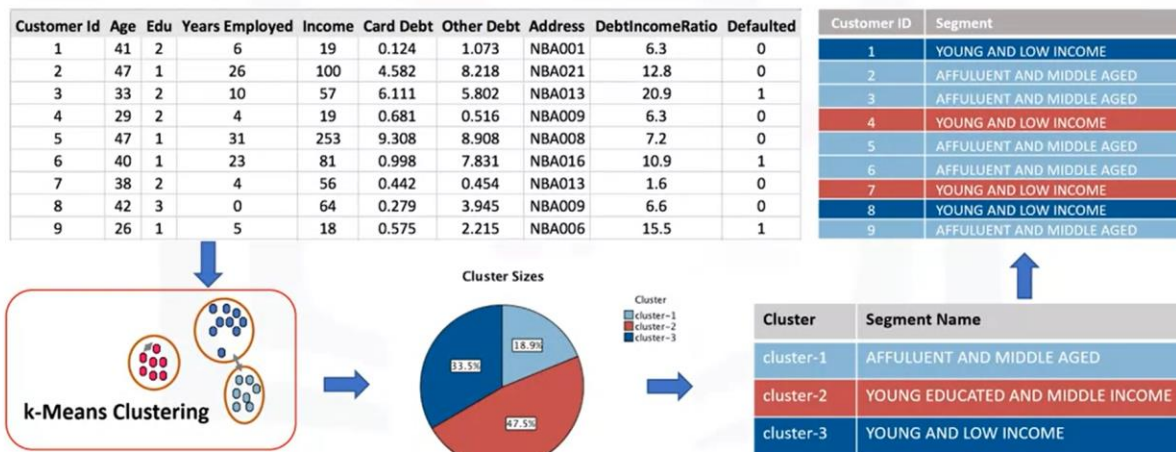 Customer Id Age Edu Years Employed Income Card Debt Other Debt Address DebtIncomeRatio Defaulted
1 41 2 6 19 0.124 1.073 NBA001 6.3 0
2 47 1 26 100 4.582 8.218 NBA021 12.8 0
3 33 2 10 57 6.111 5.802 NBA013 20.9 1
4 29 2 4 19 0.681 0.516 NBA009 6.3 0
5 47 1 31 253 9.308 8.908 NBA008 7.2 0
6 40 1 23 81 0.998 7.831 NBA016 10.9 1
7 38 2 4 56 0.442 0.454 NBA013 1.6 0
8 42 3 0 64 0.279 3.945 NBA009 6.6 0
9 26 1 5 18 0.575 2.215 NBA006 15.5 1
Customer ID Segment
1 YOUNG AND LOW INCOME
2 AFFULUENT AND MIDDLE AGED
3 AFFULUENT AND MIDDLE AGED
4 YOUNG AND LOW INCOME
5 AFFULUENT AND MIDDLE AGED
6 AFFULUENT AND MIDDLE AGED
7 YOUNG AND LOW INCOME
8 YOUNG AND LOW INCOME
9 AFFULUENT AND MIDDLE AGED
k-Means Clustering
Cluster Sizes
18.9%
33.5%
47.5%
Cluster
cluster-1
cluster-2
cluster-3
Cluster Segment Name
cluster-1 AFFULUENT AND MIDDLE AGED
cluster-2 YOUNG EDUCATED AND MIDDLE INCOME
cluster-3 YOUNG AND LOW INCOME